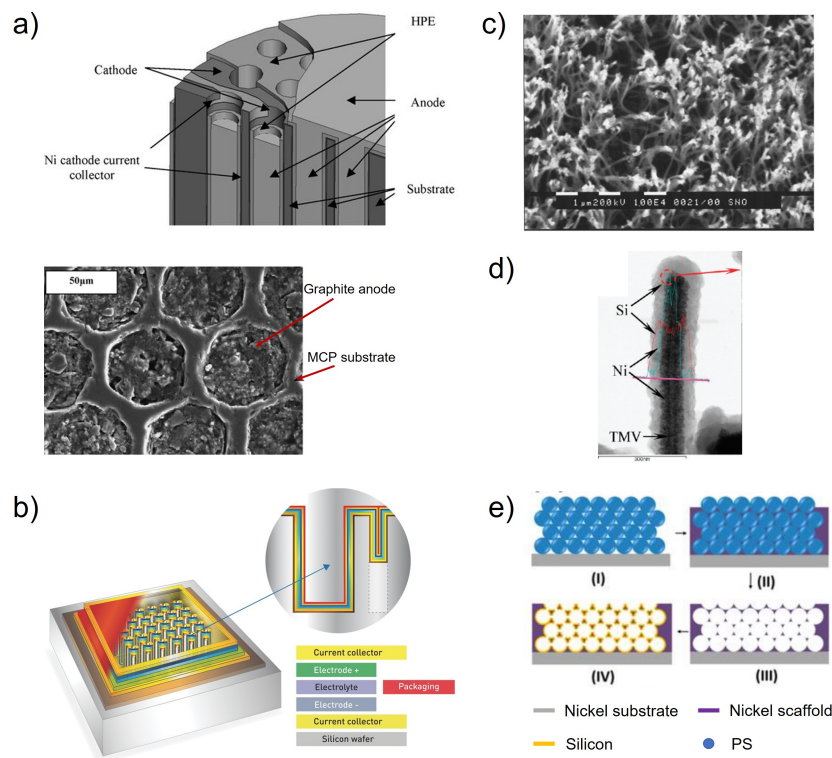 a)
HPE
Cathode
Anode
Ni cathode current
collector
Substrate
50μm
Graphite anode
MCP substrate
b)
Current collector
Electrode +
Electrolyte
Packaging
Electrode -
Current collector
Silicon wafer
c)
1μm200kV 100E4 0021/00 SNO
d)
Si
Ni
TMV
300nm
e)
(I)
(II)
(IV)
(III)
Nickel substrate
Nickel scaffold
Silicon
PS